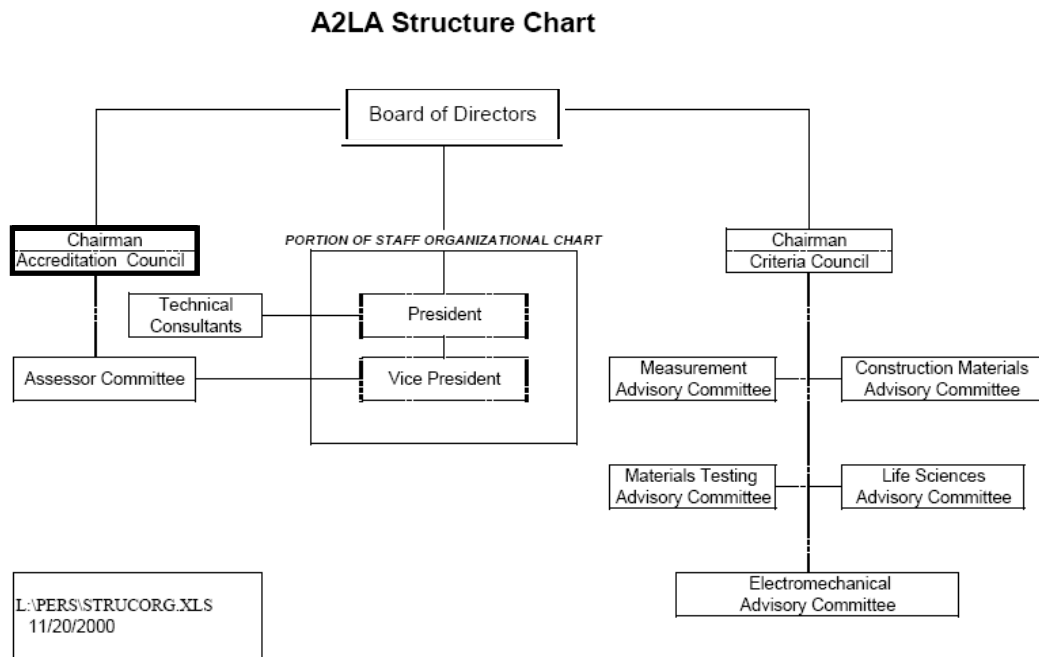 A2LA Structure Chart
Board of Directors
Chairman
Accreditation Council
PORTION OF STAFF ORGANIZATIONAL CHART
Chairman
Criteria Council
Technical
Consultants
President
Assessor Committee
Vice President
Measurement
Advisory Committee
Construction Materials
Advisory Committee
Materials Testing
Advisory Committee
Life Sciences
Advisory Committee
Electromechanical
Advisory Committee
L:\PERS\STRUCORG.XLS
11/20/2000